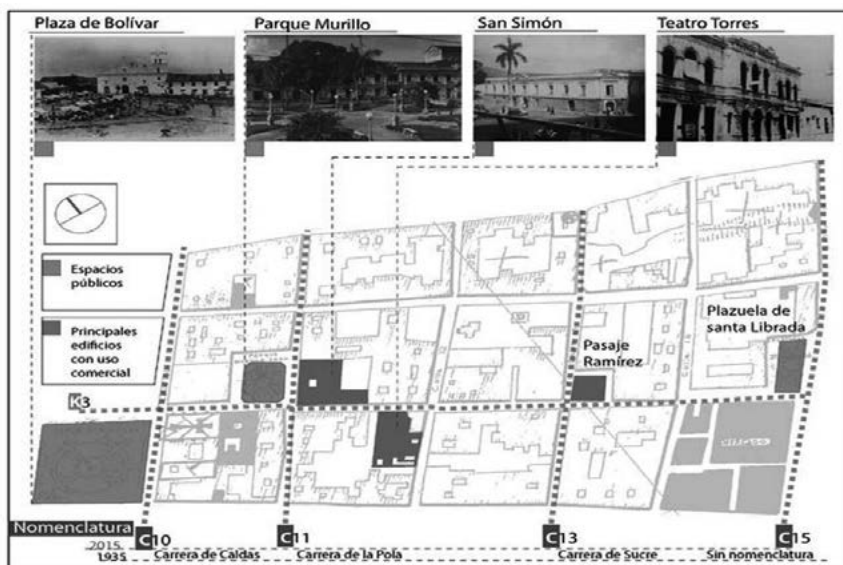 Plaza de Bolívar
Parque Murillo
San Simón
Teatro Torres
Espacios
públicos
Principales
edificios
con uso
comercial
Plazuela de
santa Librada
Pasaje
Ramírez
K3
Nomenclatura
C10
C11
C13
C15
2015
1935
Carrera de Caldas
Carrera de la Pola
Carrera de Sucre
Sin nomenclatura